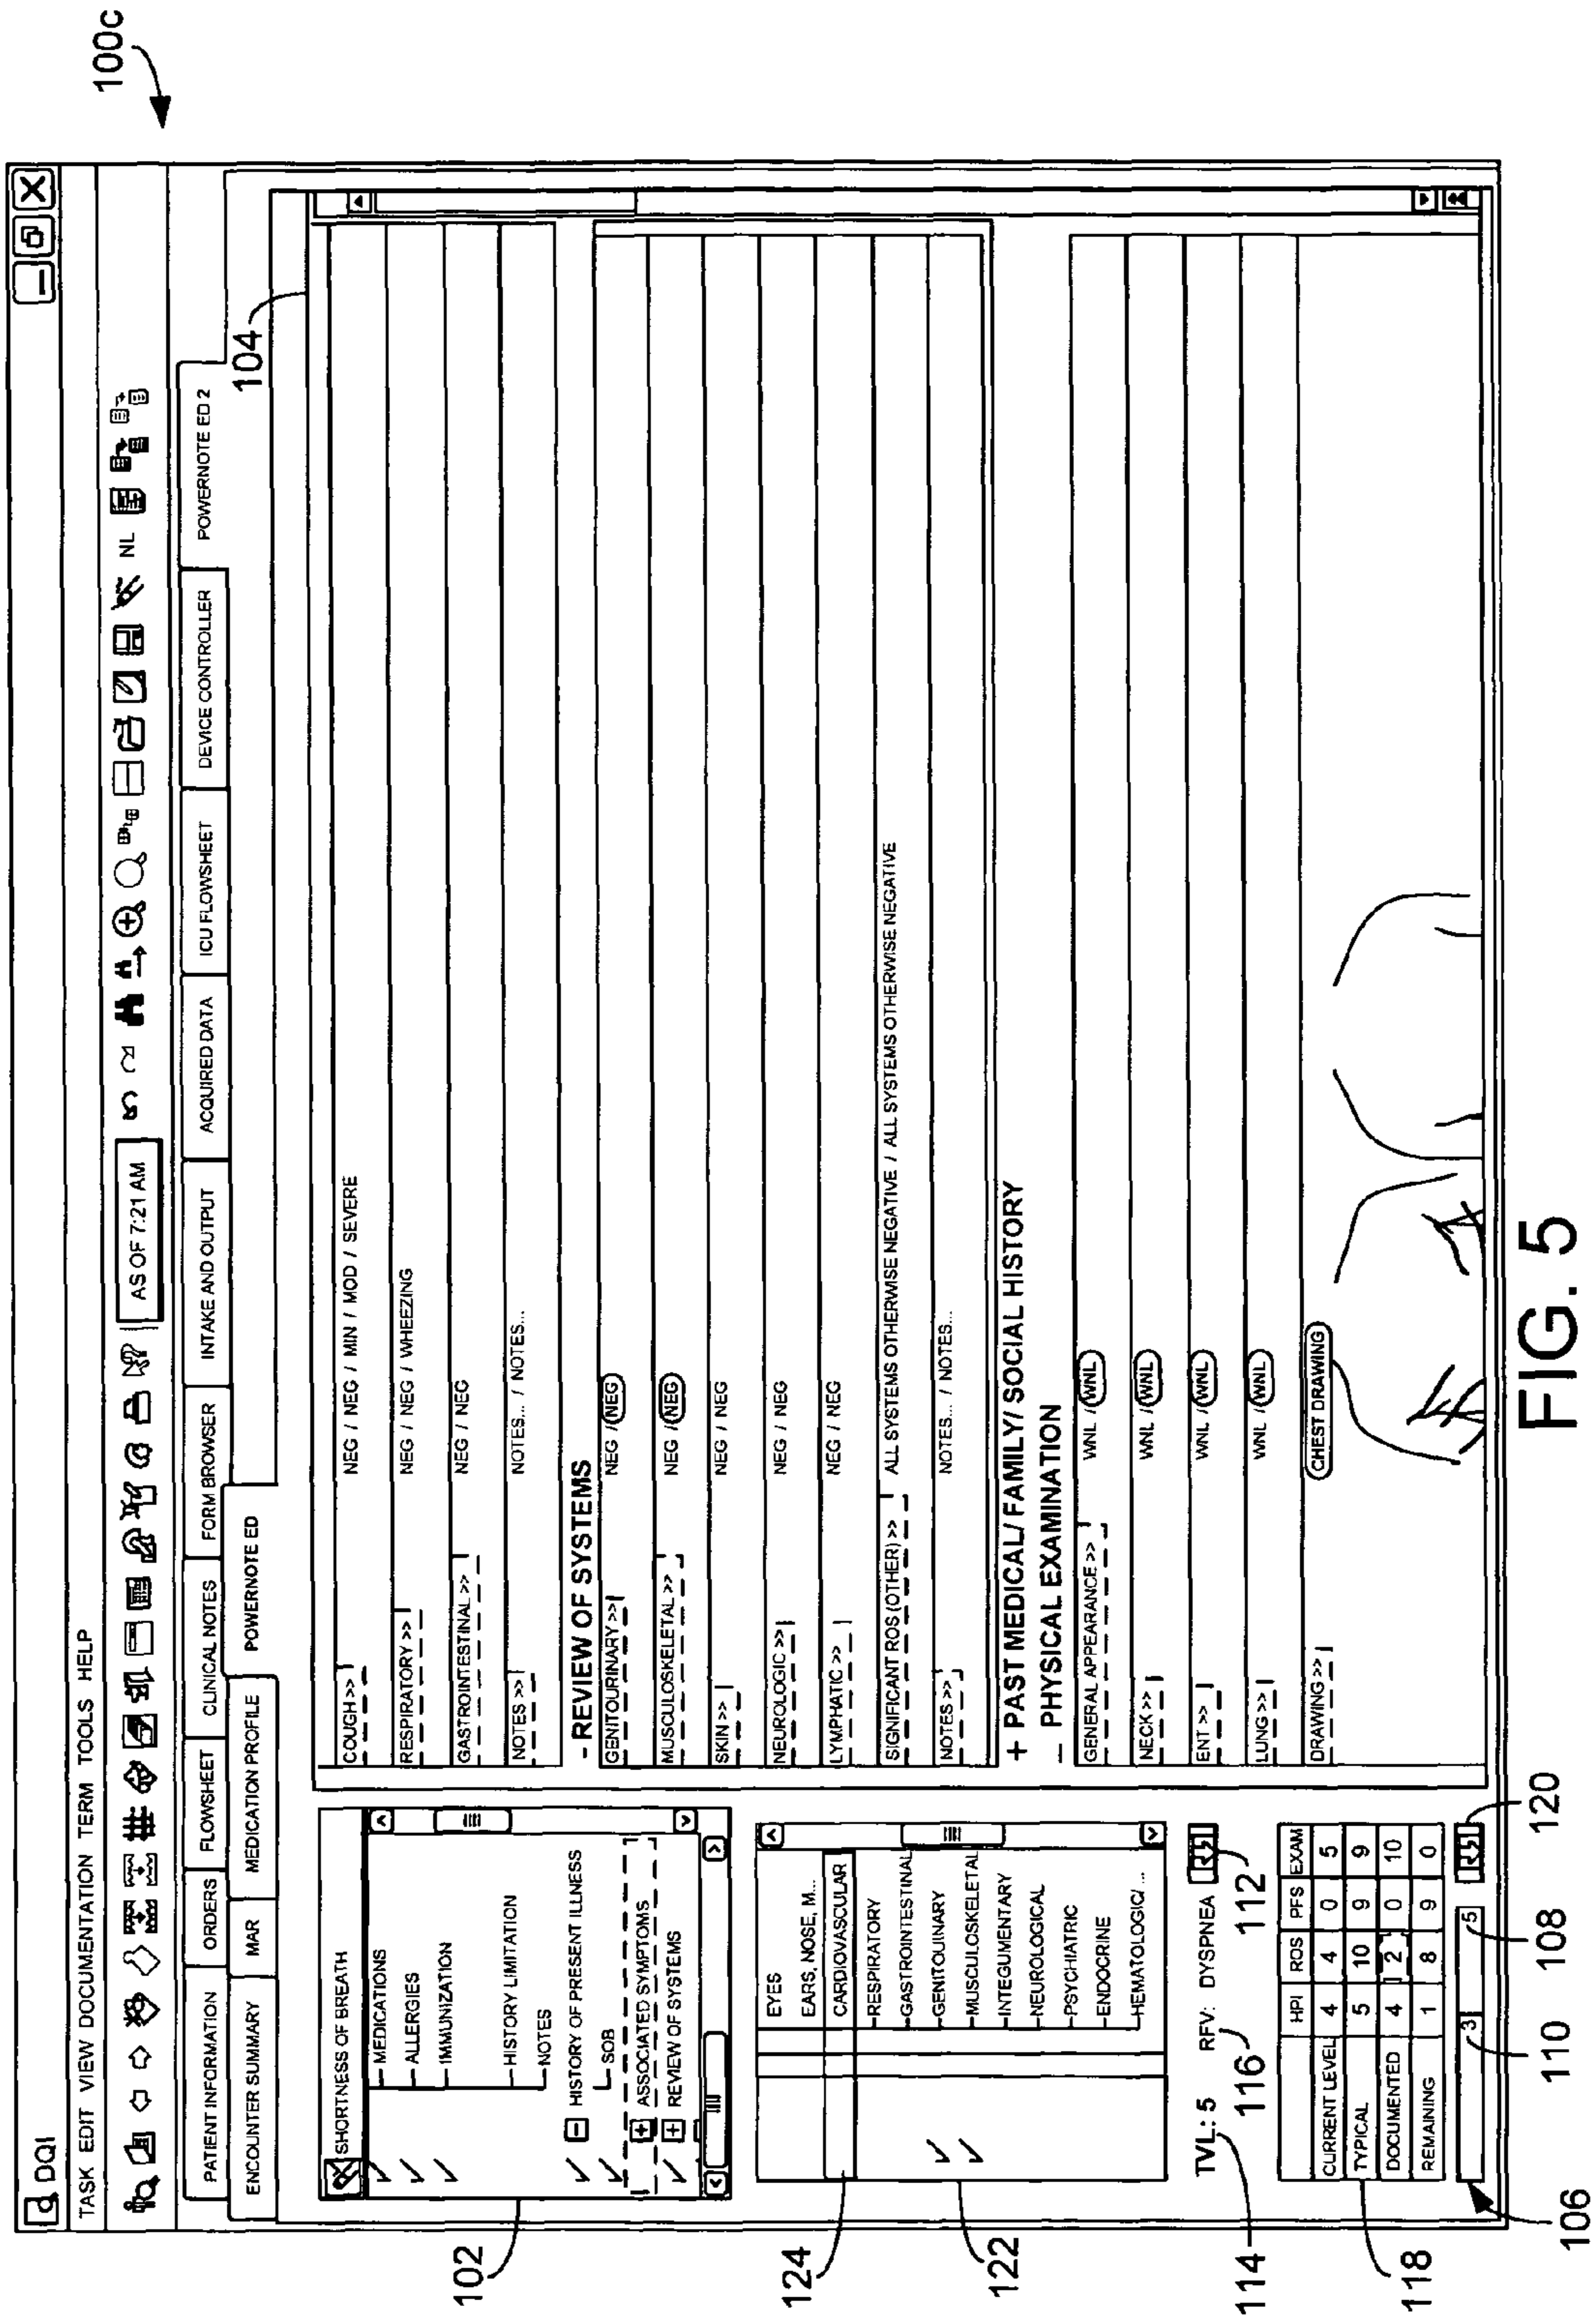 100c
DQI
TASK EDIT VIEW DOCUMENTATION TERM TOOLS HELP
AS OF 7:21 AM
NL
PATIENT INFORMATION ORDERS FLOWSHEET CLINICAL NOTES FORM BROWSER INTAKE AND OUTPUT ACQUIRED DATA ICU FLOWSHEET DEVICE CONTROLLER POWERNOTE ED 2
ENCOUNTER SUMMARY MAR MEDICATION PROFILE POWERNOTE ED
104
102
SHORTNESS OF BREATH
MEDICATIONS
ALLERGIES
IMMUNIZATION
HISTORY LIMITATION
NOTES
HISTORY OF PRESENT ILLNESS
SOB
ASSOCIATED SYMPTOMS
REVIEW OF SYSTEMS
124
122
EYES
EARS, NOSE, M...
CARDIOVASCULAR
RESPIRATORY
GASTROINTESTINAL
GENITOUINARY
MUSCULOSKELETAL
INTEGUMENTARY
NEUROLOGICAL
PSYCHIATRIC
ENDOCRINE
HEMATOLOGIC/ ...
TVL: 5 RFV: DYSPNEA
114
116
112
118
HPI ROS PFS EXAM
CURRENT LEVEL 4 4 0 5
TYPICAL 5 10 9 9
DOCUMENTED 4 2 0 10
REMAINING 1 8 9 0
3 5
106
110
108
120
COUGH >> NEG / NEG / MIN / MOD / SEVERE
RESPIRATORY >> NEG / NEG / WHEEZING
GASTROINTESTINAL >> NEG / NEG
NOTES >> NOTES... / NOTES...
- REVIEW OF SYSTEMS
GENITOURINARY >> NEG / NEG
MUSCULOSKELETAL >> NEG / NEG
SKIN >> NEG / NEG
NEUROLOGIC >> NEG / NEG
LYMPHATIC >> NEG / NEG
SIGNIFICANT ROS (OTHER) >> ALL SYSTEMS OTHERWISE NEGATIVE / ALL SYSTEMS OTHERWISE NEGATIVE
NOTES >> NOTES... / NOTES...
+ PAST MEDICAL/ FAMILY/ SOCIAL HISTORY
- PHYSICAL EXAMINATION
GENERAL APPEARANCE >> WNL / WNL
NECK >> WNL / WNL
ENT >> WNL / WNL
LUNG >> WNL / WNL
DRAWING >> CHEST DRAWING
FIG. 5